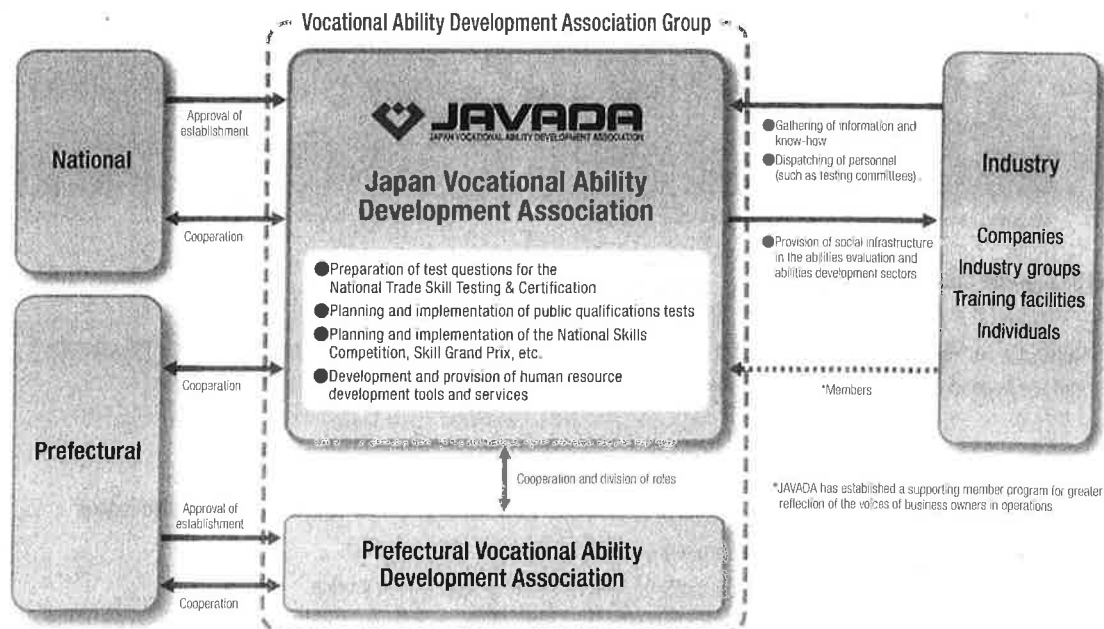 Vocational Ability Development Association Group
National
Approval of
establishment
Cooperation
JAVADA
JAPAN VOCATIONAL ABILITY DEVELOPMENT ASSOCIATION
Japan Vocational Ability
Development Association
●Preparation of test questions for the
National Trade Skill Testing & Certification
●Planning and implementation of public qualifications tests
●Planning and implementation of the National Skills
Competition, Skill Grand Prix, etc.
●Development and provision of human resource
development tools and services
●Gathering of information and
know-how
●Dispatching of personnel
(such as testing committees)
●Provision of social infrastructure
in the abilities evaluation and
abilities development sectors
*Members
Industry
Companies
Industry groups
Training facilities
Individuals
Prefectural
Cooperation
Approval of
establishment
Cooperation
Cooperation and division of roles
Prefectural Vocational Ability
Development Association
*JAVADA has established a supporting member program for greater
reflection of the voices of business owners in operations